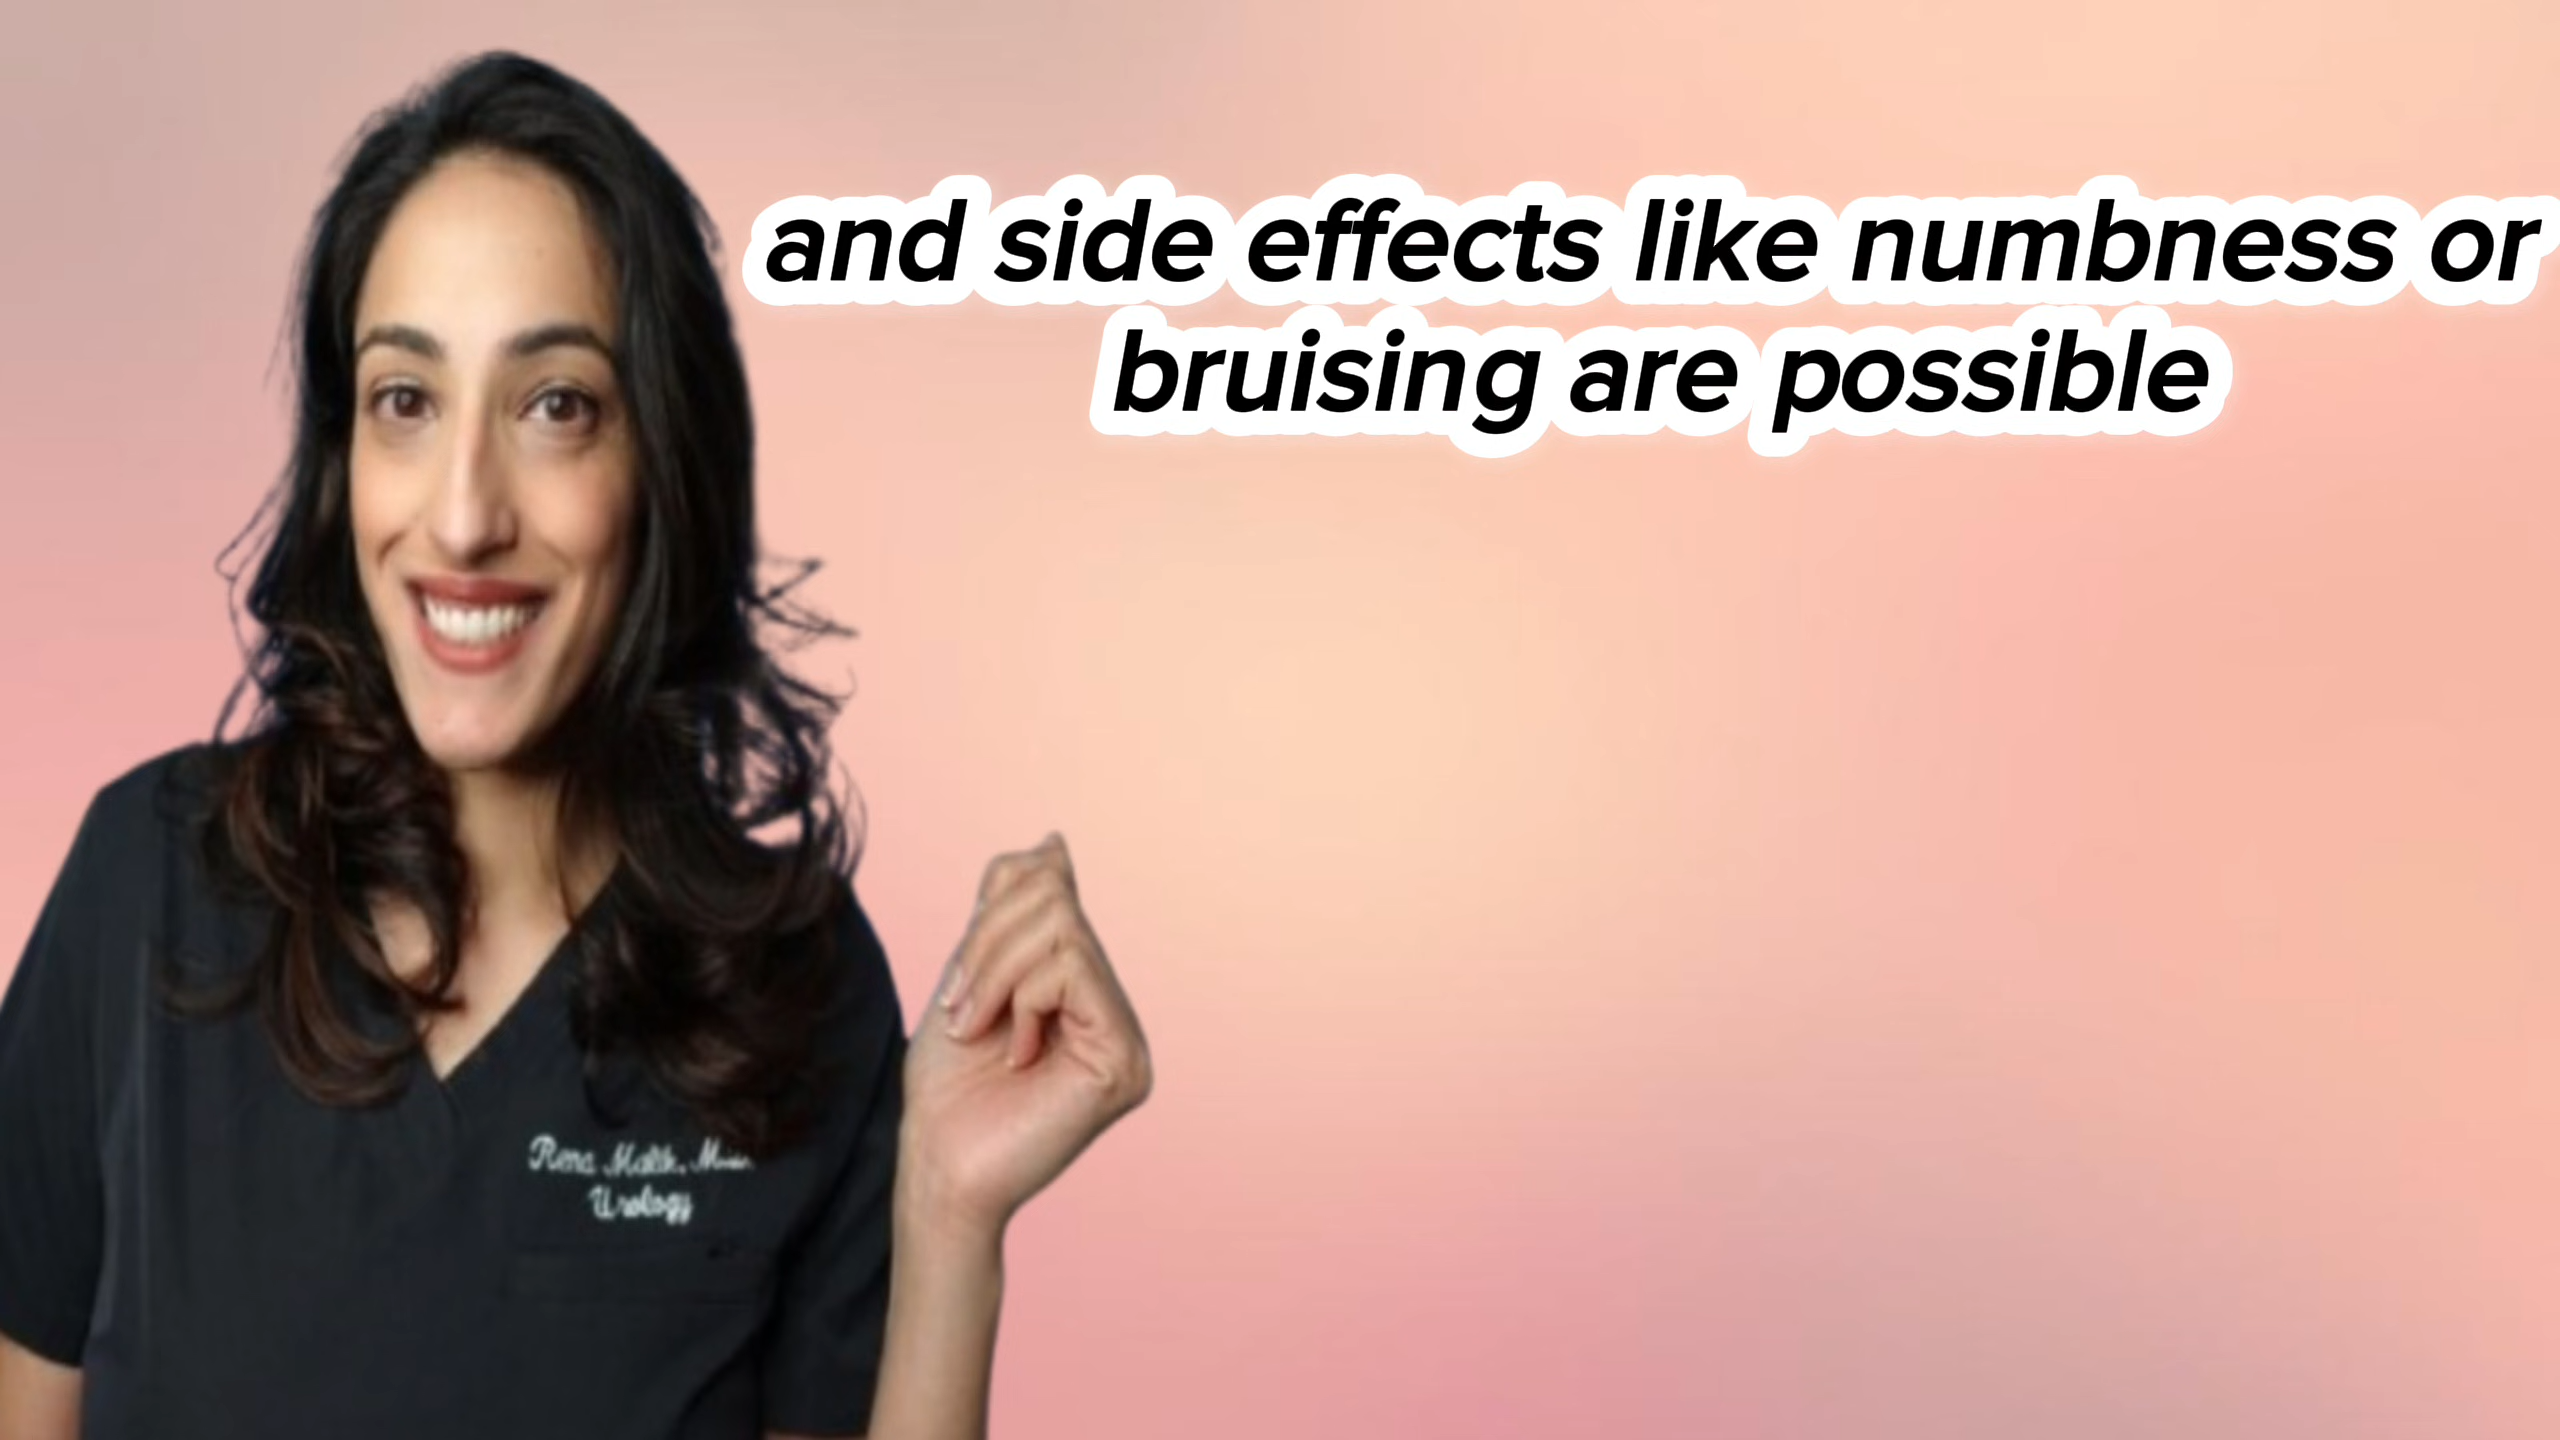 and side effects like numbness or
bruising are possible
Rena Malik, M
Urology